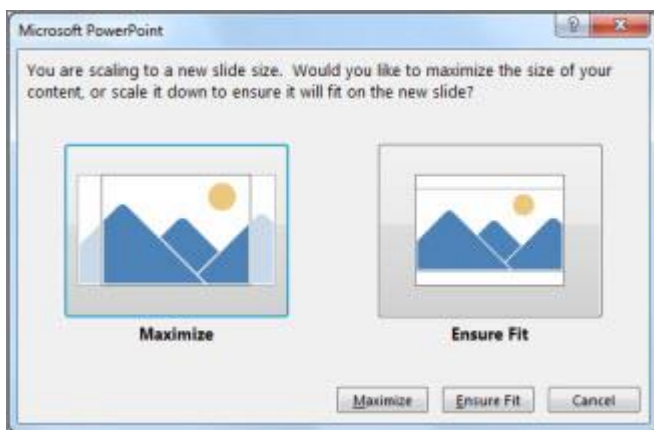 Microsoft PowerPoint
You are scaling to a new slide size. Would you like to maximize the size of your
content, or scale it down to ensure it will fit on the new slide?
Maximize
Ensure Fit
Maximize
Ensure Fit
Cancel